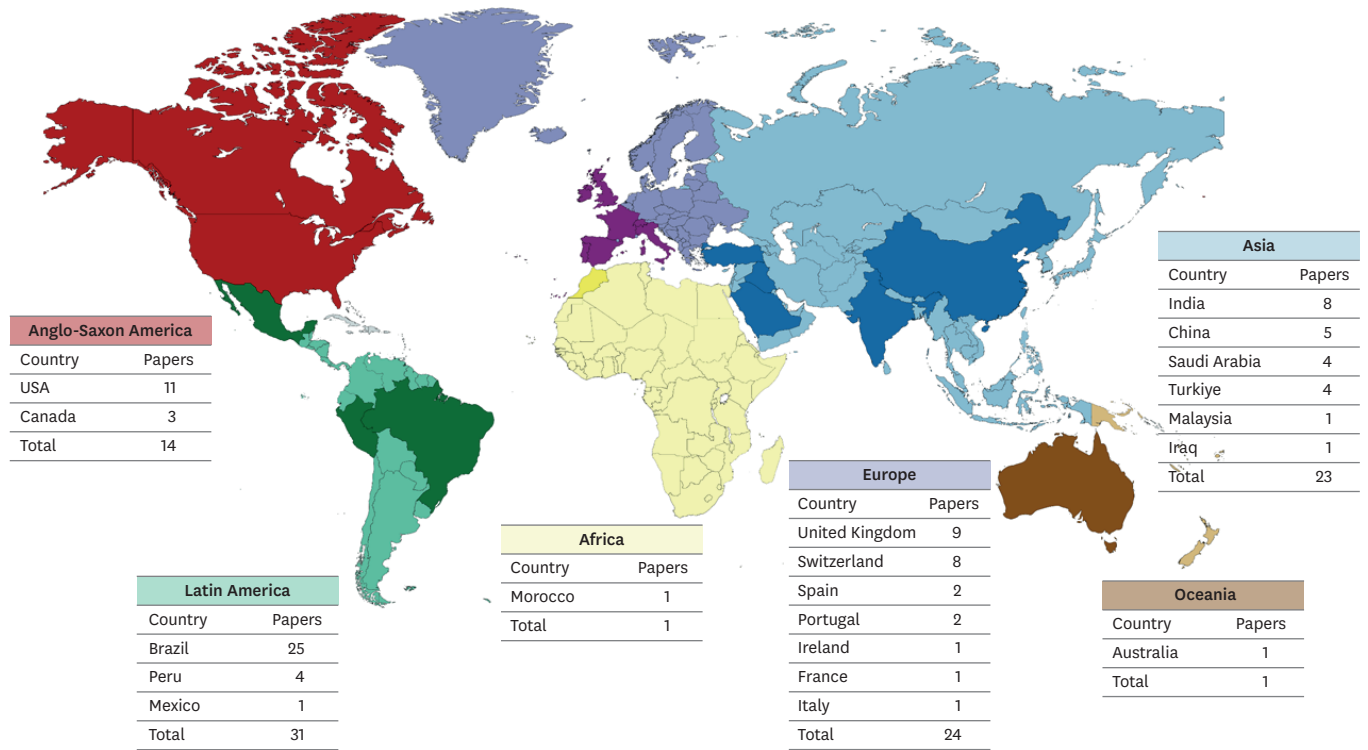 Anglo-Saxon America
Country Papers
USA 11
Canada 3
Total 14
Latin America
Country Papers
Brazil 25
Peru 4
Mexico 1
Total 31
Africa
Country Papers
Morocco 1
Total 1
Europe
Country Papers
United Kingdom 9
Switzerland 8
Spain 2
Portugal 2
Ireland 1
France 1
Italy 1
Total 24
Asia
Country Papers
India 8
China 5
Saudi Arabia 4
Turkiye 4
Malaysia 1
Iraq 1
Total 23
Oceania
Country Papers
Australia 1
Total 1